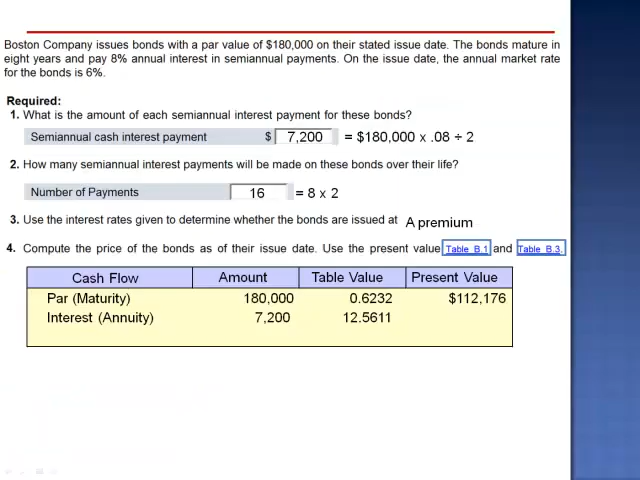 Boston Company issues bonds with a par value of $180,000 on their stated issue date. The bonds mature in
eight years and pay 8% annual interest in semiannual payments. On the issue date, the annual market rate
for the bonds is 6%.
Required:
1. What is the amount of each semiannual interest payment for these bonds?
Semiannual cash interest payment $ 7,200 = $180,000 x .08 ÷ 2
2. How many semiannual interest payments will be made on these bonds over their life?
Number of Payments 16 = 8 x 2
3. Use the interest rates given to determine whether the bonds are issued at A premium
4. Compute the price of the bonds as of their issue date. Use the present value Table B.1 and Table B.3.
Cash Flow Amount Table Value Present Value
Par (Maturity) 180,000 0.6232 $112,176
Interest (Annuity) 7,200 12.5611